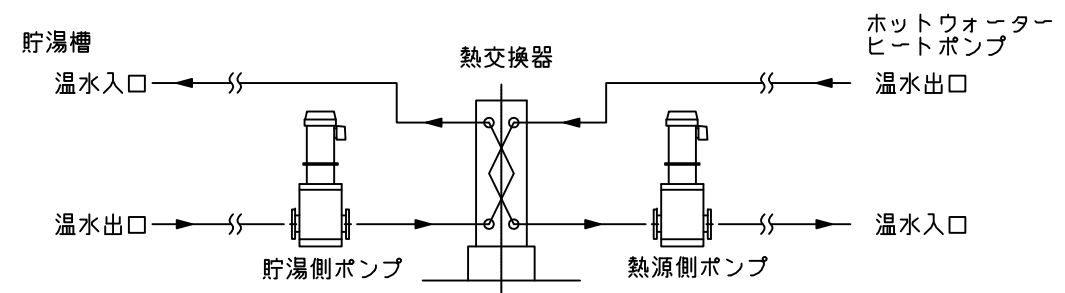 貯湯槽
温水入口
熱交換器
ホットウォーター
ヒートポンプ
温水出口
温水出口
貯湯側ポンプ
熱源側ポンプ
温水入口